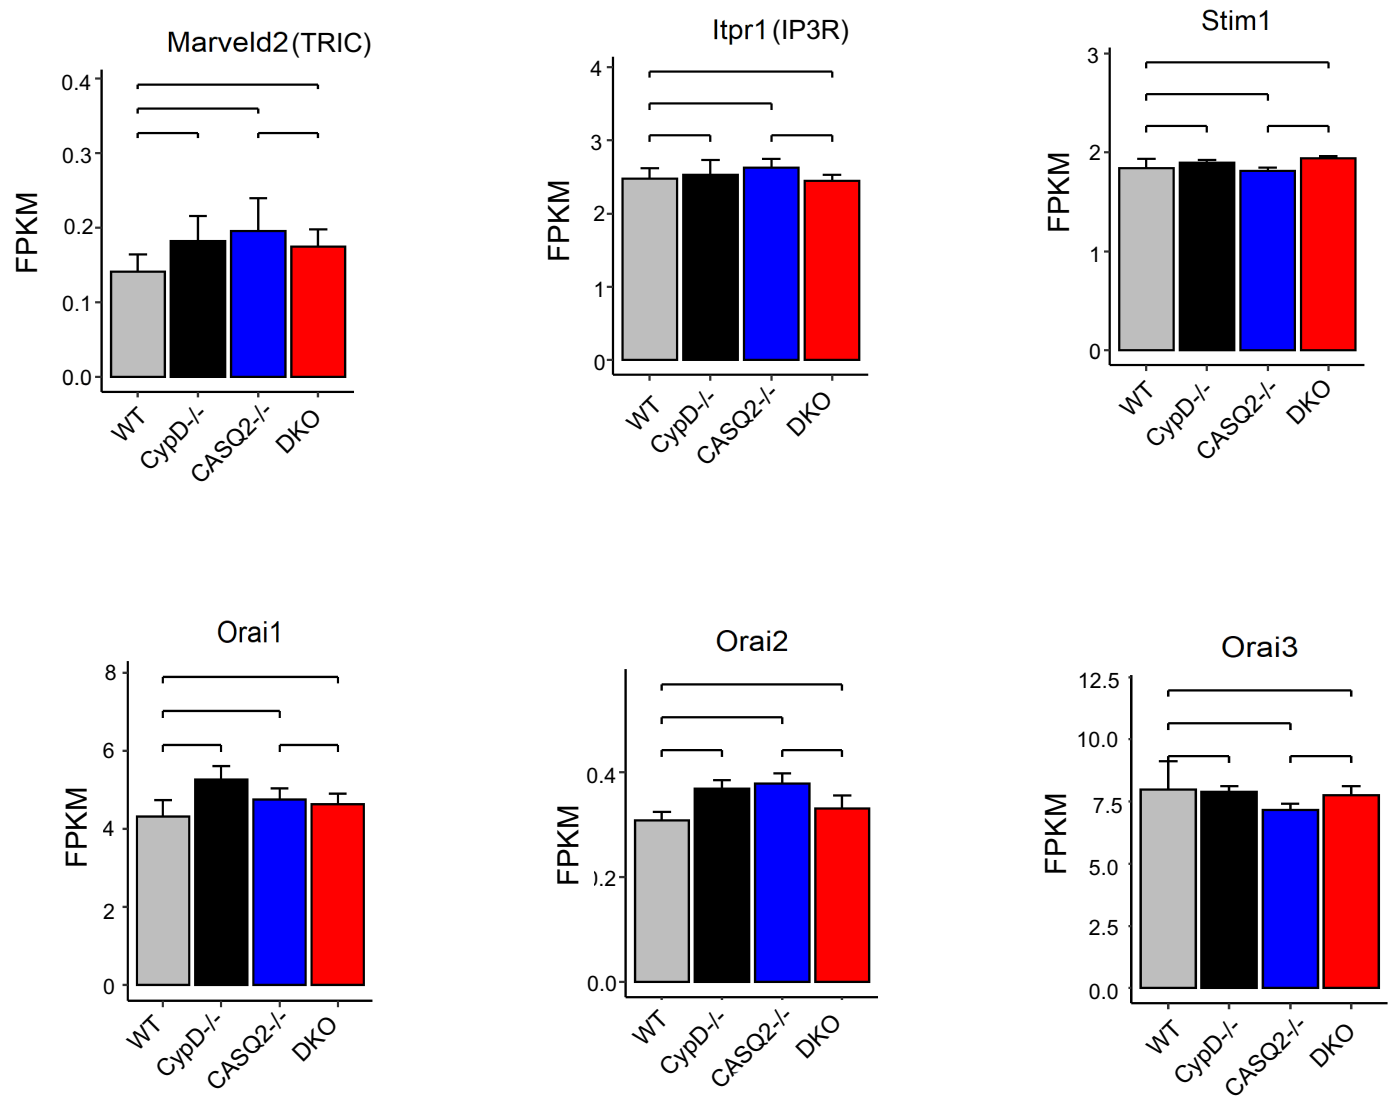 Marveld2 (TRIC)
FPKM
0.4
0.3
0.2
0.1
0.0
WT
CypD-/-
CASQ2-/-
DKO
Itpr1 (IP3R)
FPKM
4
3
2
1
0
WT
CypD-/-
CASQ2-/-
DKO
Stim1
FPKM
3
2
1
0
WT
CypD-/-
CASQ2-/-
DKO
Orai1
FPKM
8
6
4
2
0
WT
CypD-/-
CASQ2-/-
DKO
Orai2
FPKM
0.4
).2
0.0
WT
CypD-/-
CASQ2-/-
DKO
Orai3
FPKM
12.5
10.0
7.5
5.0
2.5
0.0
WT
CypD-/-
CASQ2-/-
DKO